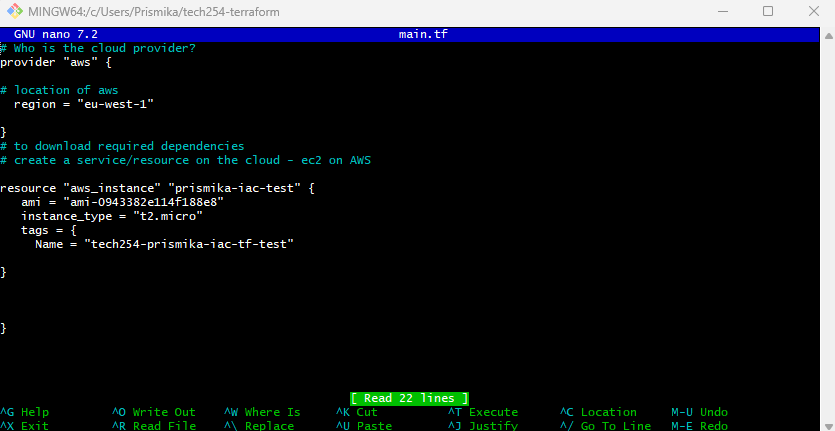 MINGW64:/c/Users/Prismika/tech254-terraform
GNU nano 7.2 main.tf
# Who is the cloud provider?
provider "aws" {
# location of aws
region = "eu-west-1"
}
# to download required dependencies
# create a service/resource on the cloud - ec2 on AWS
resource "aws_instance" "prismika-iac-test" {
ami = "ami-0943382e114f188e8"
instance_type = "t2.micro"
tags = {
Name = "tech254-prismika-iac-tf-test"
}
}
[ Read 22 lines ]
^G Help ^O Write Out ^W Where Is ^K Cut ^T Execute ^C Location M-U Undo
^X Exit ^R Read File ^\ Replace ^U Paste ^J Justify ^/ Go To Line M-E Redo